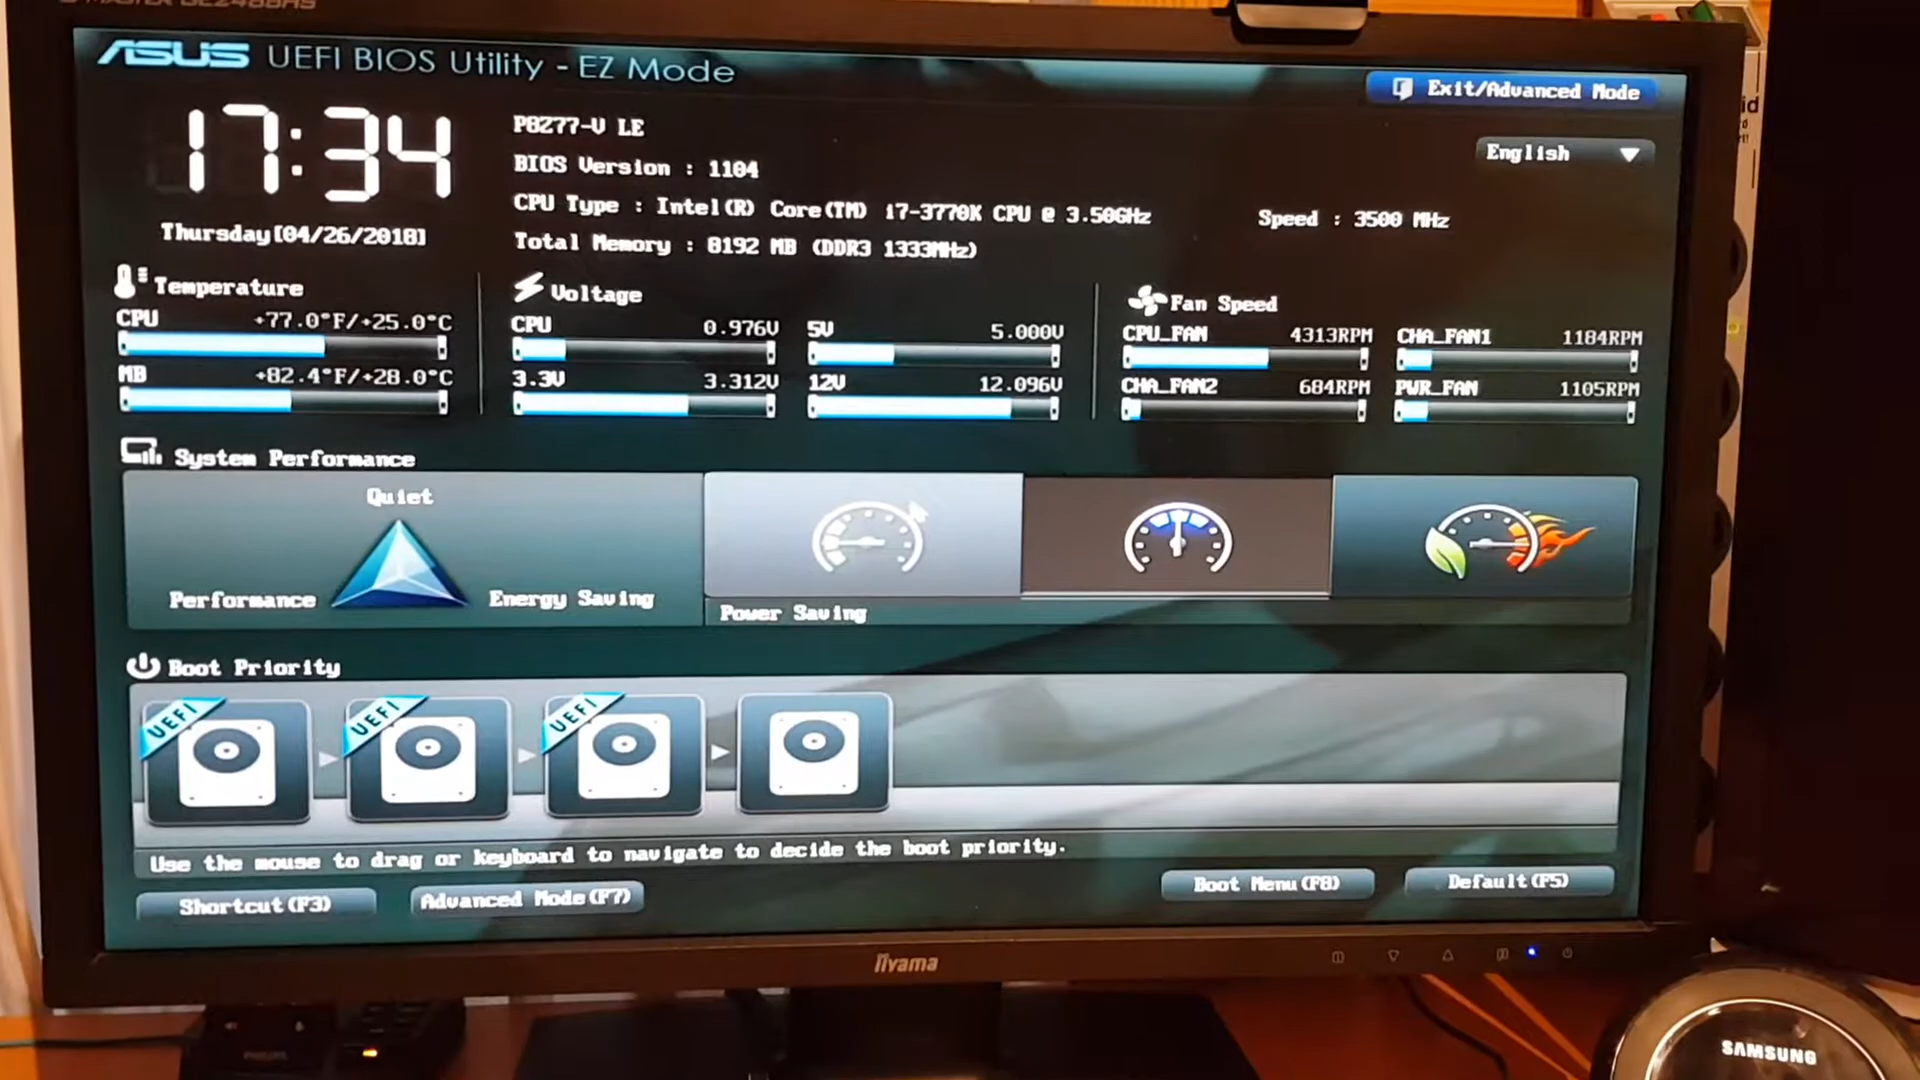 ASUS UEFI BIOS Utility - EZ Mode
Exit/Advanced Mode
17:34
Thursday[04/26/2018]
P8Z77-V LE
BIOS Version : 1104
CPU Type : Intel(R) Core(TM) i7-3770K CPU @ 3.50GHz
Total Memory : 8192 MB (DDR3 1333MHz)
English
Speed : 3500 MHz
Temperature
CPU +77.0°F/+25.0°C
MB +82.4°F/+28.0°C
Voltage
CPU 0.976V 5V 5.000V
3.3V 3.312V 12V 12.096V
Fan Speed
CPU_FAN 4313RPM CHA_FAN1 1184RPM
CHA_FAN2 684RPM PWR_FAN 1105RPM
System Performance
Quiet
Performance
Energy Saving
Power Saving
Boot Priority
UEFI
UEFI
UEFI
Use the mouse to drag or keyboard to navigate to decide the boot priority.
Shortcut(F3)
Advanced Mode(F7)
Boot Menu(F8)
Default(F5)
iiyama
PHILIPS
SAMSUNG